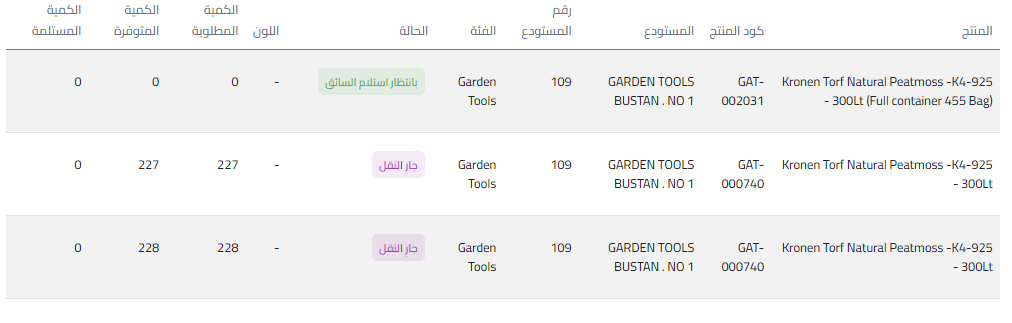 المنتج كود المنتج المستودع رقم المستودع الفئة الحالة اللون الكمية المطلوبة الكمية المتوفرة الكمية المستلمة
Kronen Torf Natural Peatmoss -K4-925 - 300Lt (Full container 455 Bag) GAT-002031 GARDEN TOOLS BUSTAN . NO 1 109 Garden Tools بانتظار استلام السائق - 0 0 0
Kronen Torf Natural Peatmoss -K4-925 - 300Lt GAT-000740 GARDEN TOOLS BUSTAN . NO 1 109 Garden Tools جارٍ النقل - 227 227 0
Kronen Torf Natural Peatmoss -K4-925 - 300Lt GAT-000740 GARDEN TOOLS BUSTAN . NO 1 109 Garden Tools جارٍ النقل - 228 228 0